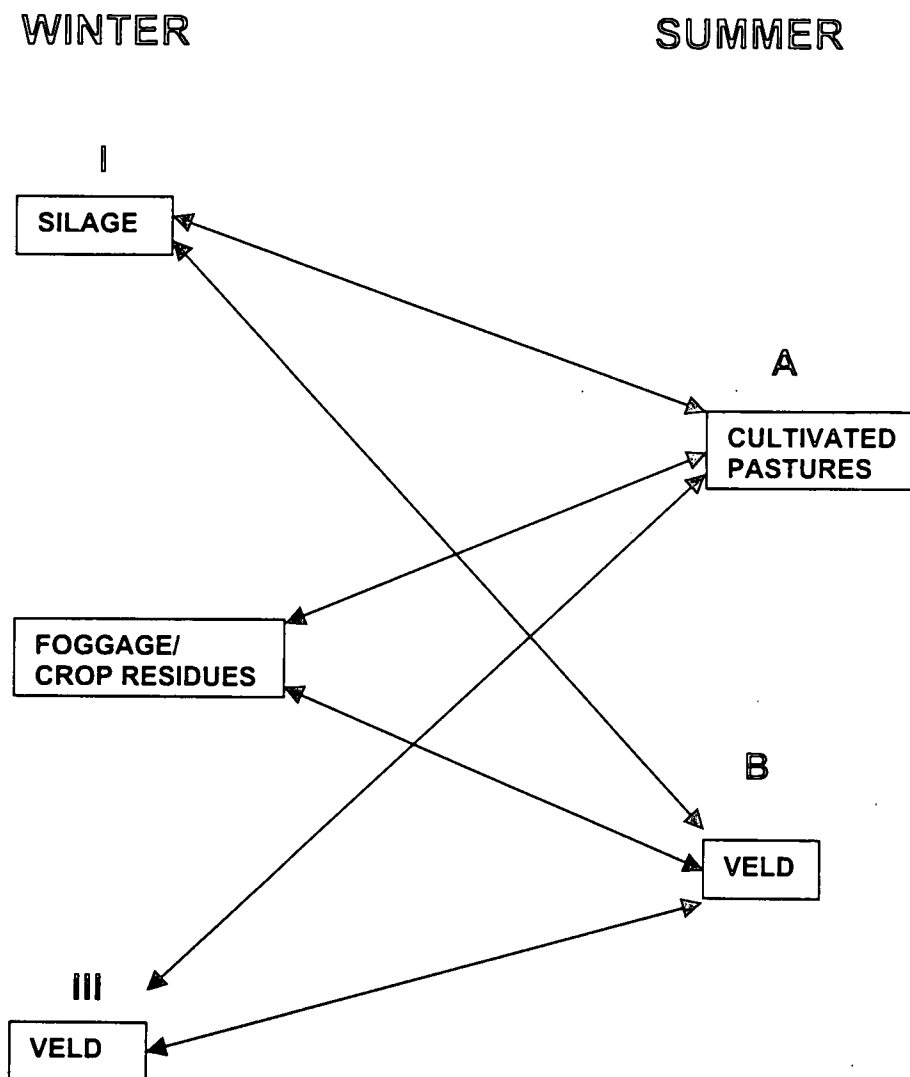 WINTER
SUMMER
I
SILAGE
A
CULTIVATED
PASTURES
FOGGAGE/
CROP RESIDUES
B
VELD
III
VELD